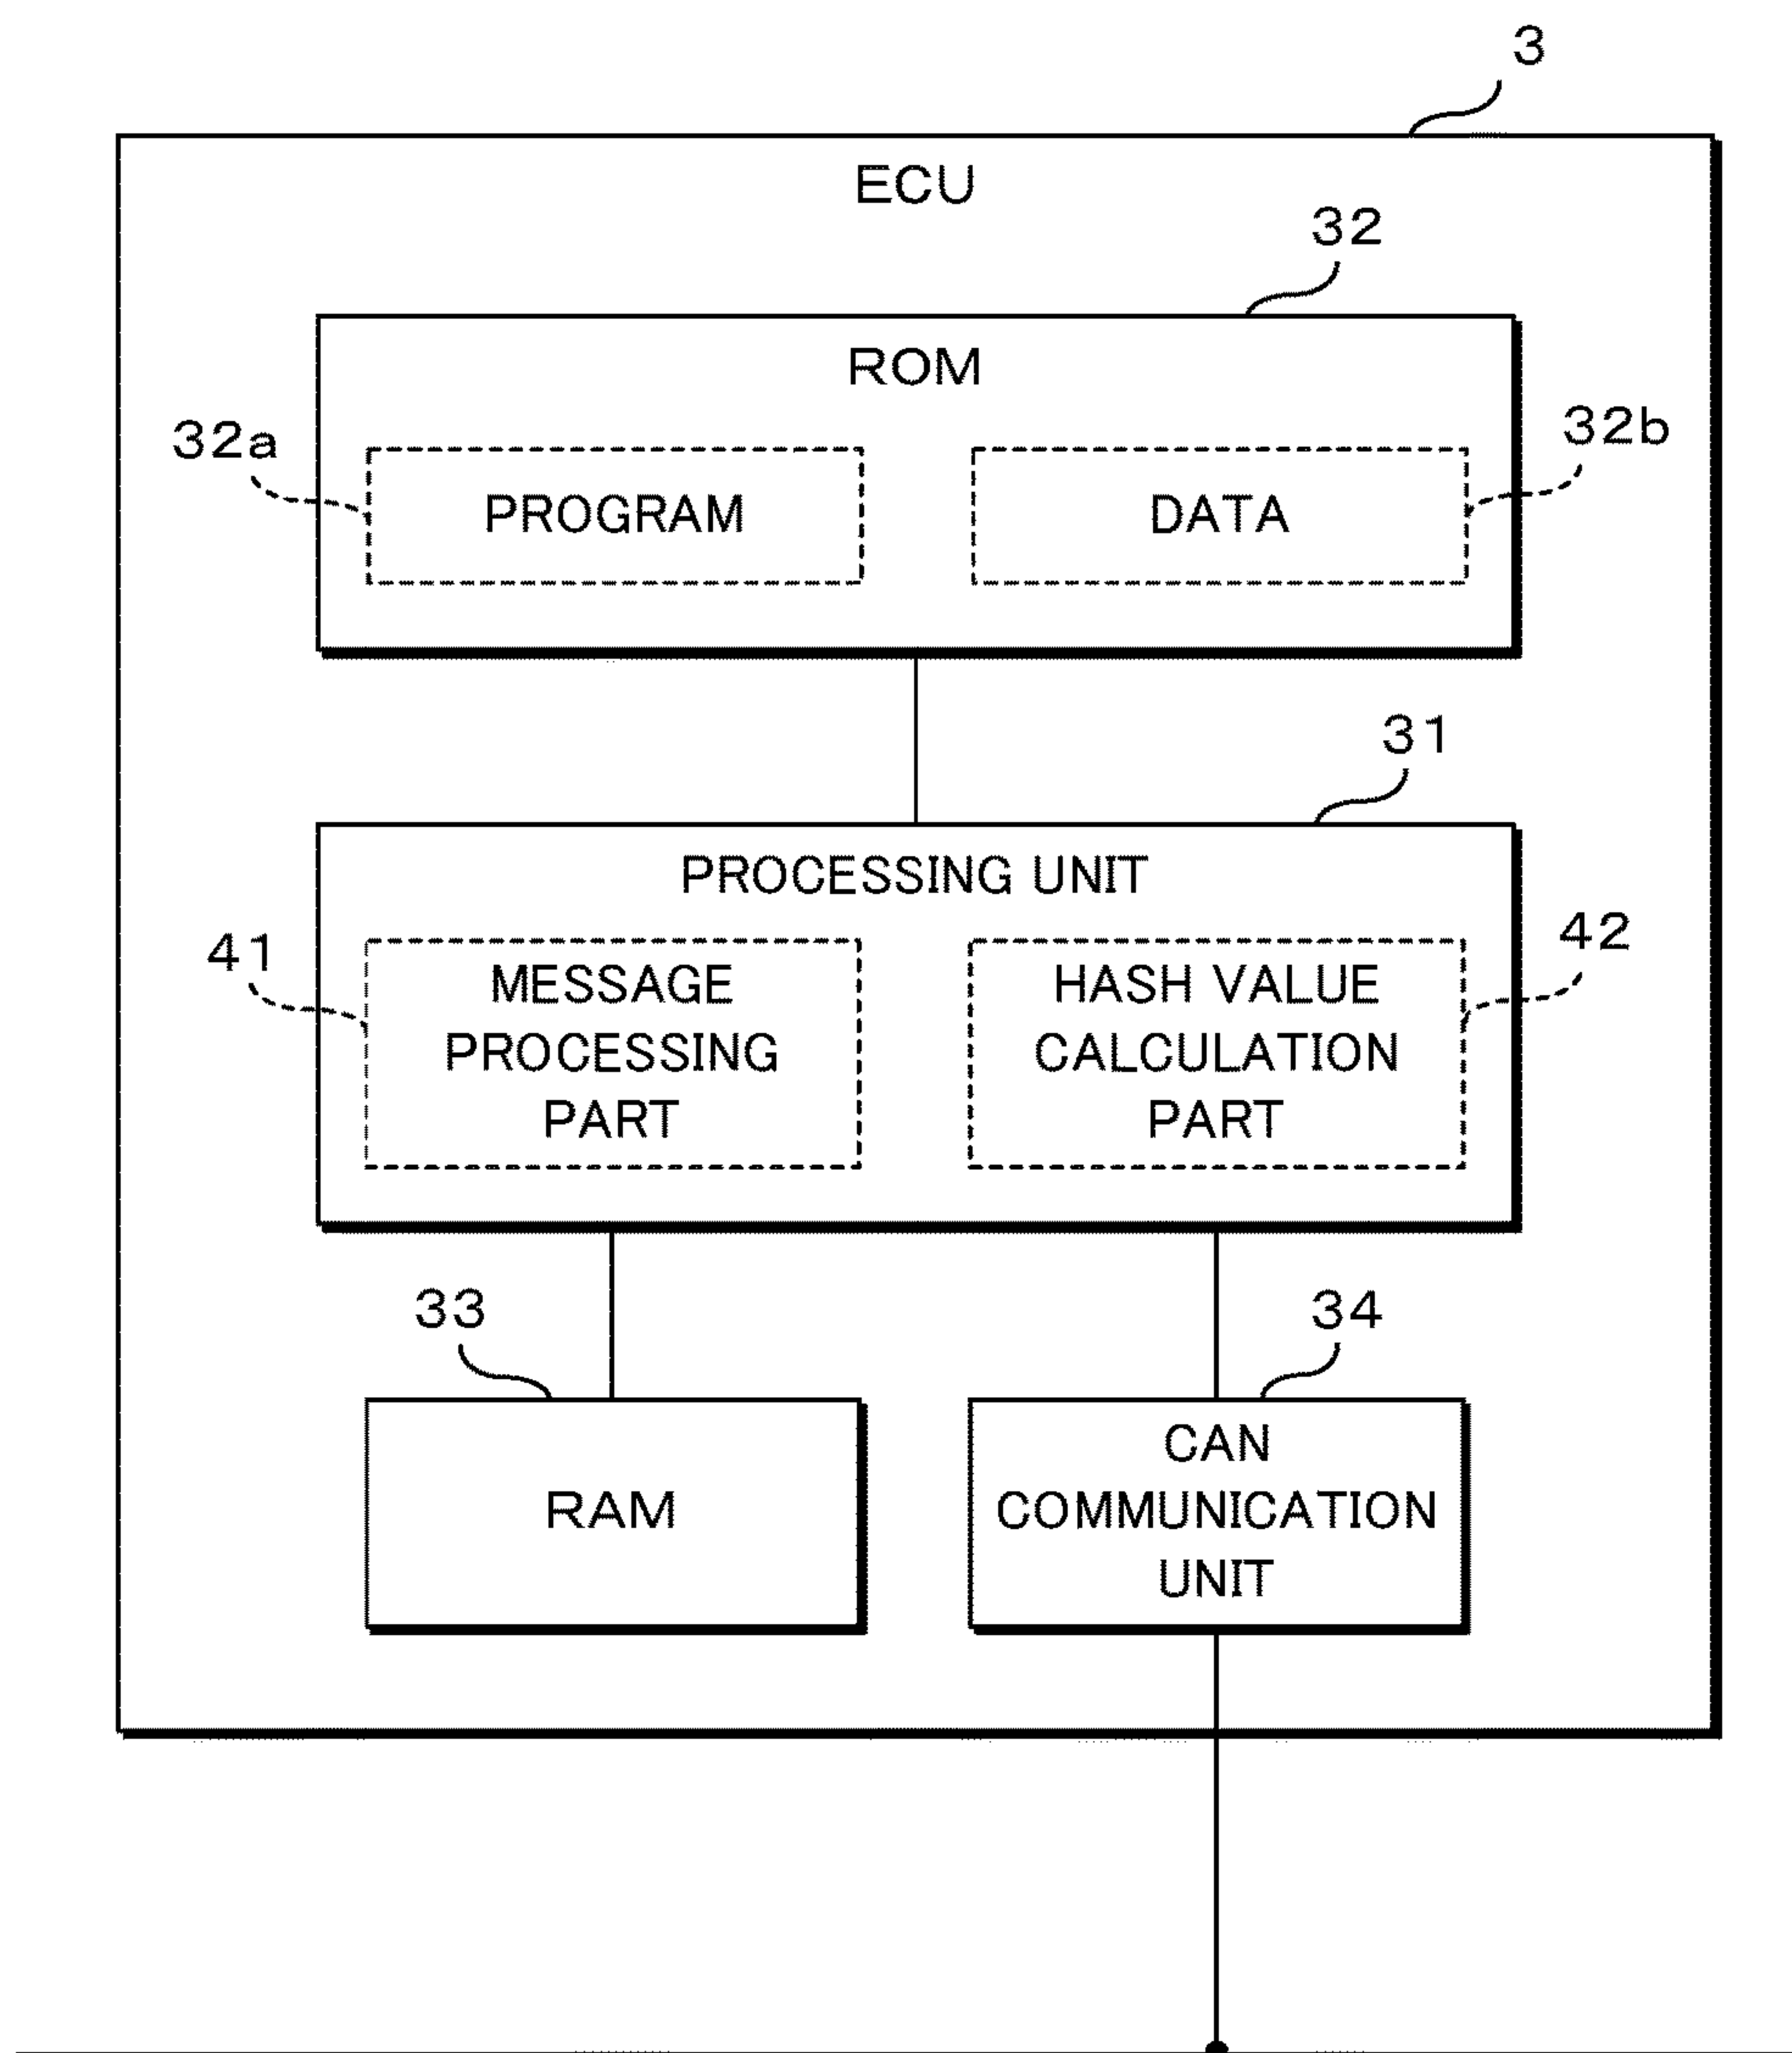 3
ECU
32
ROM
32a
32b
PROGRAM
DATA
31
PROCESSING UNIT
41
42
MESSAGE
PROCESSING
PART
HASH VALUE
CALCULATION
PART
33
34
RAM
CAN
COMMUNICATION
UNIT